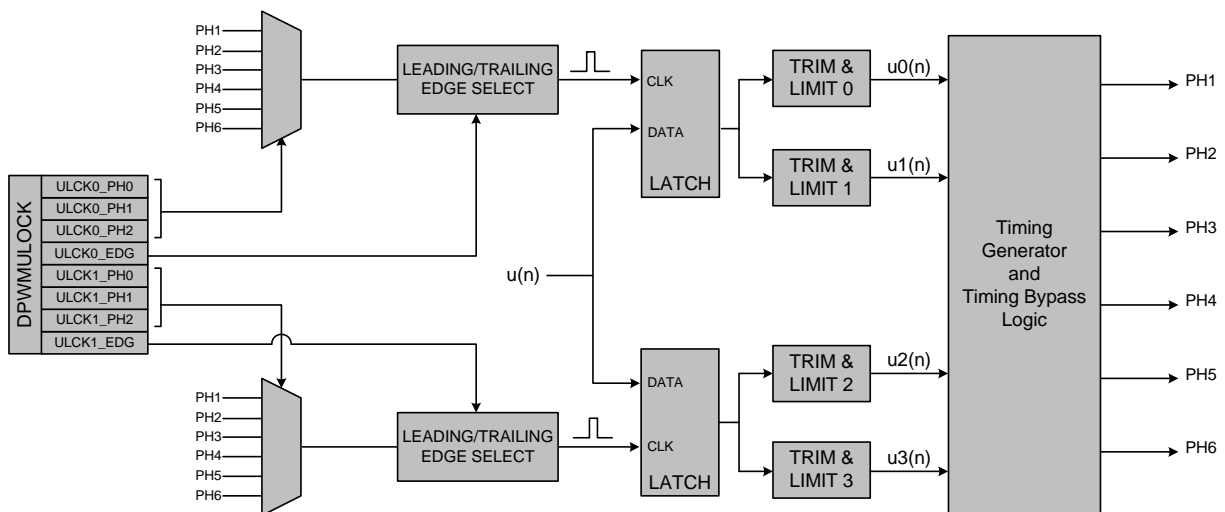 PH1
PH2
PH3
PH4
PH5
PH6
LEADING/TRAILING
EDGE SELECT
CLK
DATA
LATCH
TRIM &
LIMIT 0
u0(n)
TRIM &
LIMIT 1
u1(n)
DPWMULOCK
ULCK0_PH0
ULCK0_PH1
ULCK0_PH2
ULCK0_EDG
ULCK1_PH0
ULCK1_PH1
ULCK1_PH2
ULCK1_EDG
u(n)
PH1
PH2
PH3
PH4
PH5
PH6
LEADING/TRAILING
EDGE SELECT
DATA
CLK
LATCH
TRIM &
LIMIT 2
u2(n)
TRIM &
LIMIT 3
u3(n)
Timing
Generator
and
Timing Bypass
Logic
PH1
PH2
PH3
PH4
PH5
PH6